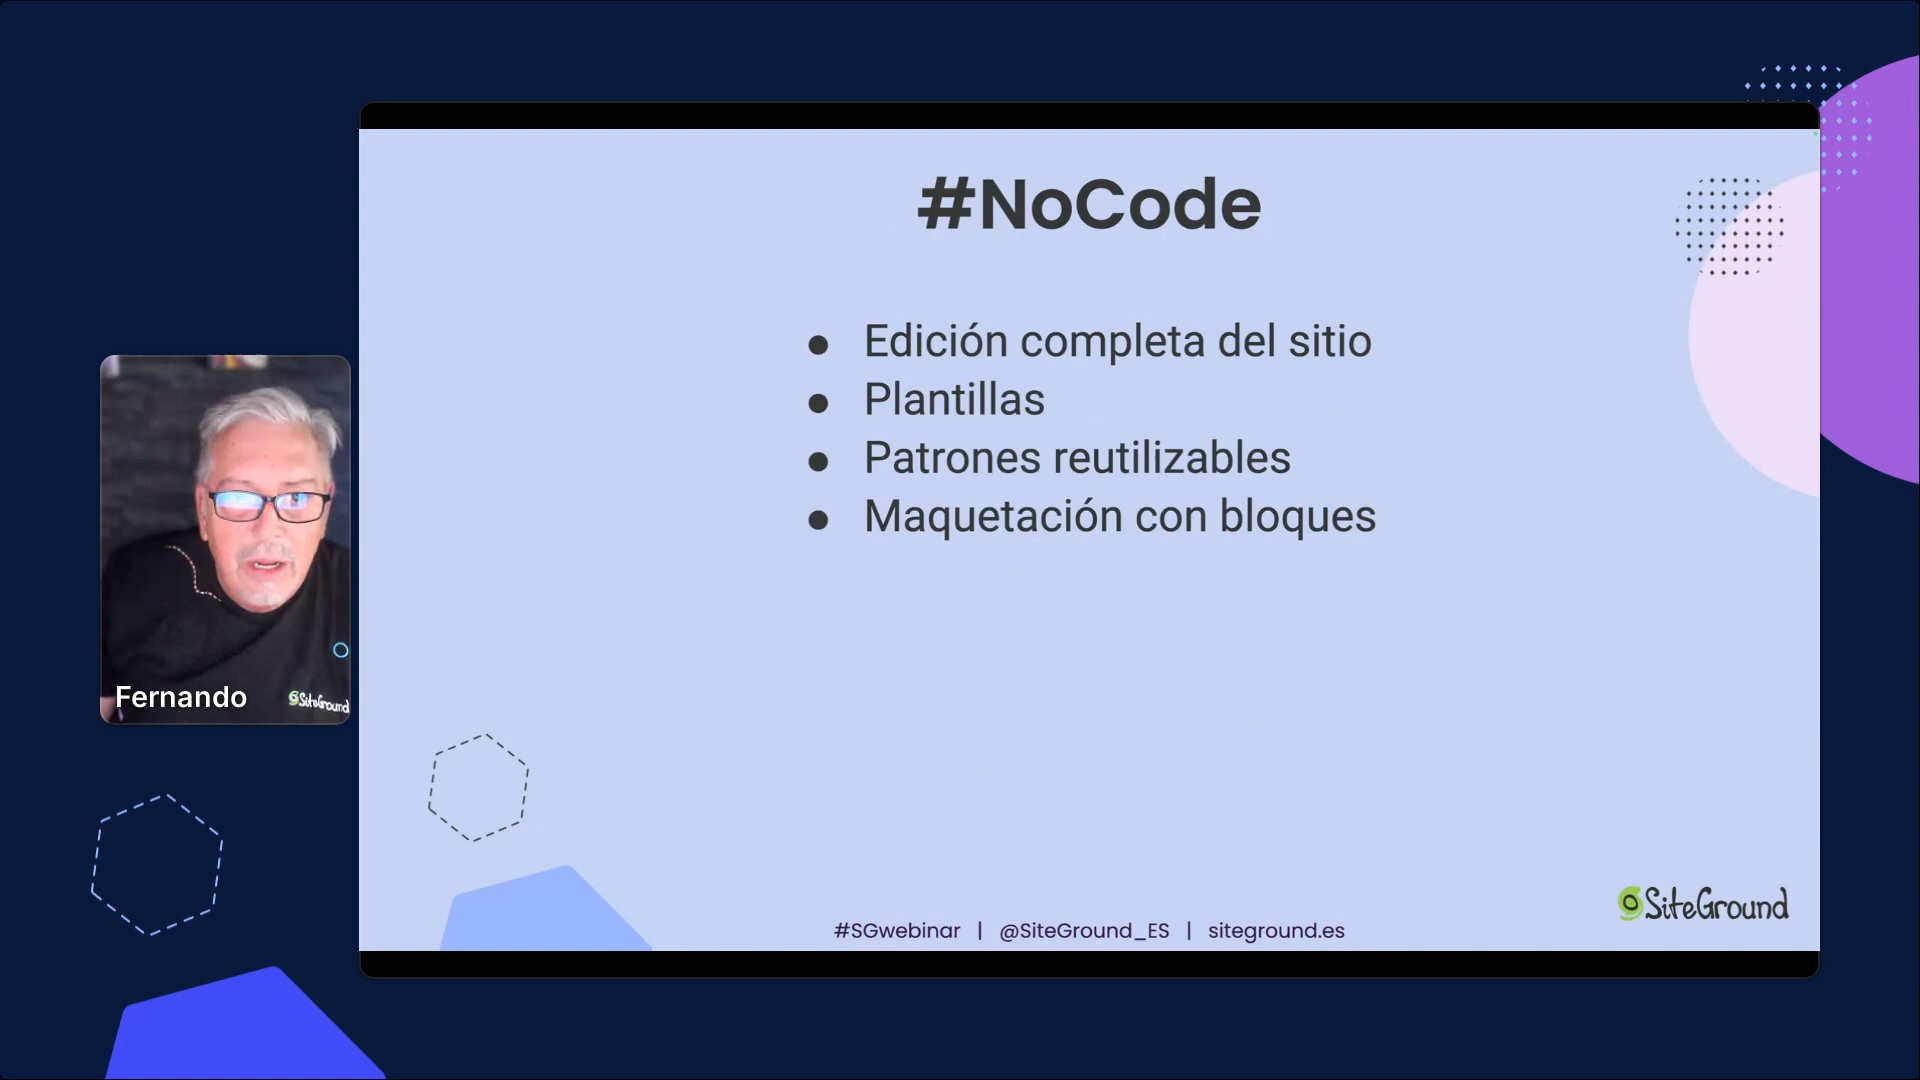 #NoCode
● Edición completa del sitio
● Plantillas
● Patrones reutilizables
● Maquetación con bloques
Fernando
SiteGround
#SGwebinar | @SiteGround_ES | siteground.es
SiteGround